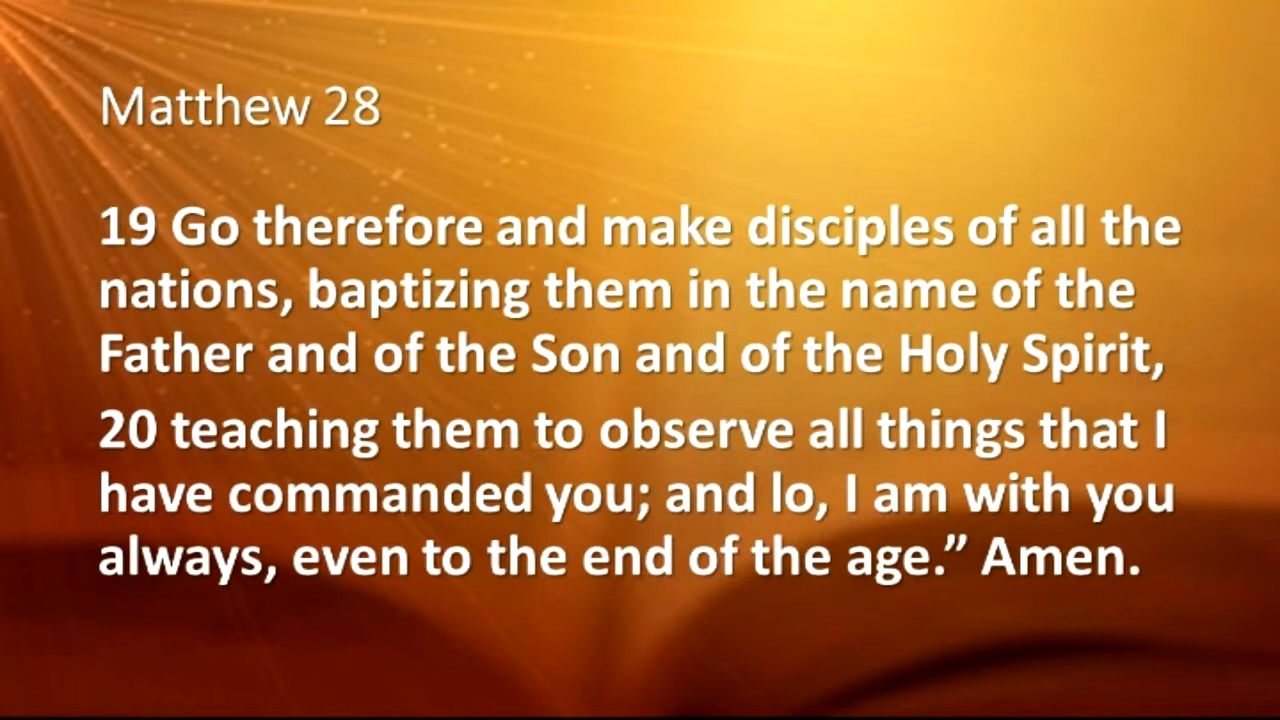 Matthew 28
19 Go therefore and make disciples of all the
nations, baptizing them in the name of the
Father and of the Son and of the Holy Spirit,
20 teaching them to observe all things that I
have commanded you; and lo, I am with you
always, even to the end of the age.” Amen.